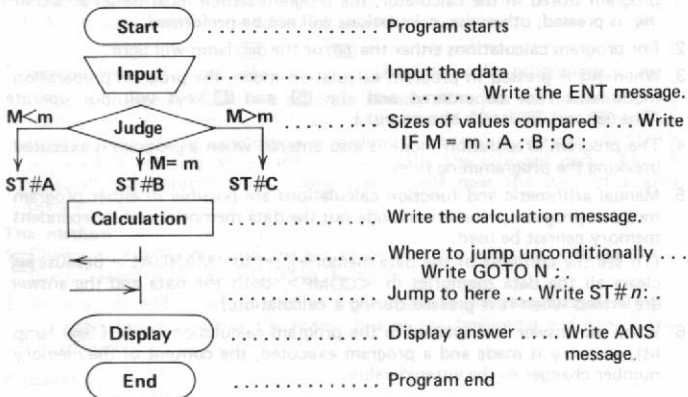 Start ............ Program starts
Input ............ Input the data
........ Write the ENT message.
M<m Judge M>m ............ Sizes of values compared .... Write
IF M= m : A : B : C :
M= m
ST#A ST#B ST#C
Calculation ............ Write the calculation message.
............ Where to jump unconditionally ....
Write GOTO N :
............ Jump to here .... Write ST# n:
Display ............ Display answer ..... Write ANS
message.
End ............ Program end